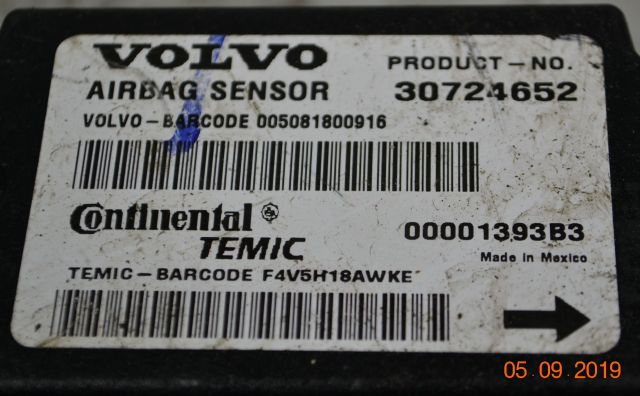 VOLVO
PRODUCT-NO.
AIRBAG SENSOR
30724652
VOLVO-BARCODE 005081800916
Continental
TEMIC
00001393B3
Made in Mexico
TEMIC-BARCODE F4V5H18AWKE
05.09.2019